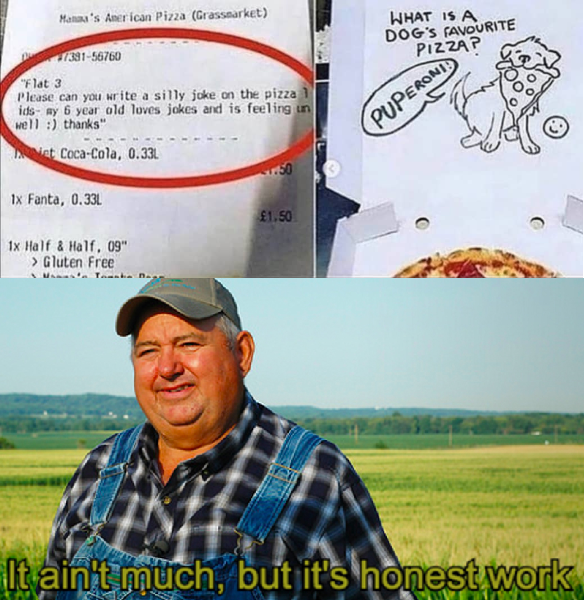 Mamma's American Pizza (Grassmarket)
7381-56760
"Flat 3
Please can you write a silly joke on the pizza l
ids- my 6 year old loves jokes and is feeling un
well :) thanks"
Coca-Cola, 0.33L
1.50
1x Fanta, 0.33L
£1.50
1x Half & Half, 09"
> Gluten Free
WHAT IS A
DOG'S FAVOURITE
PIZZA?
PUPERONI!
It ain't much, but it's honest work